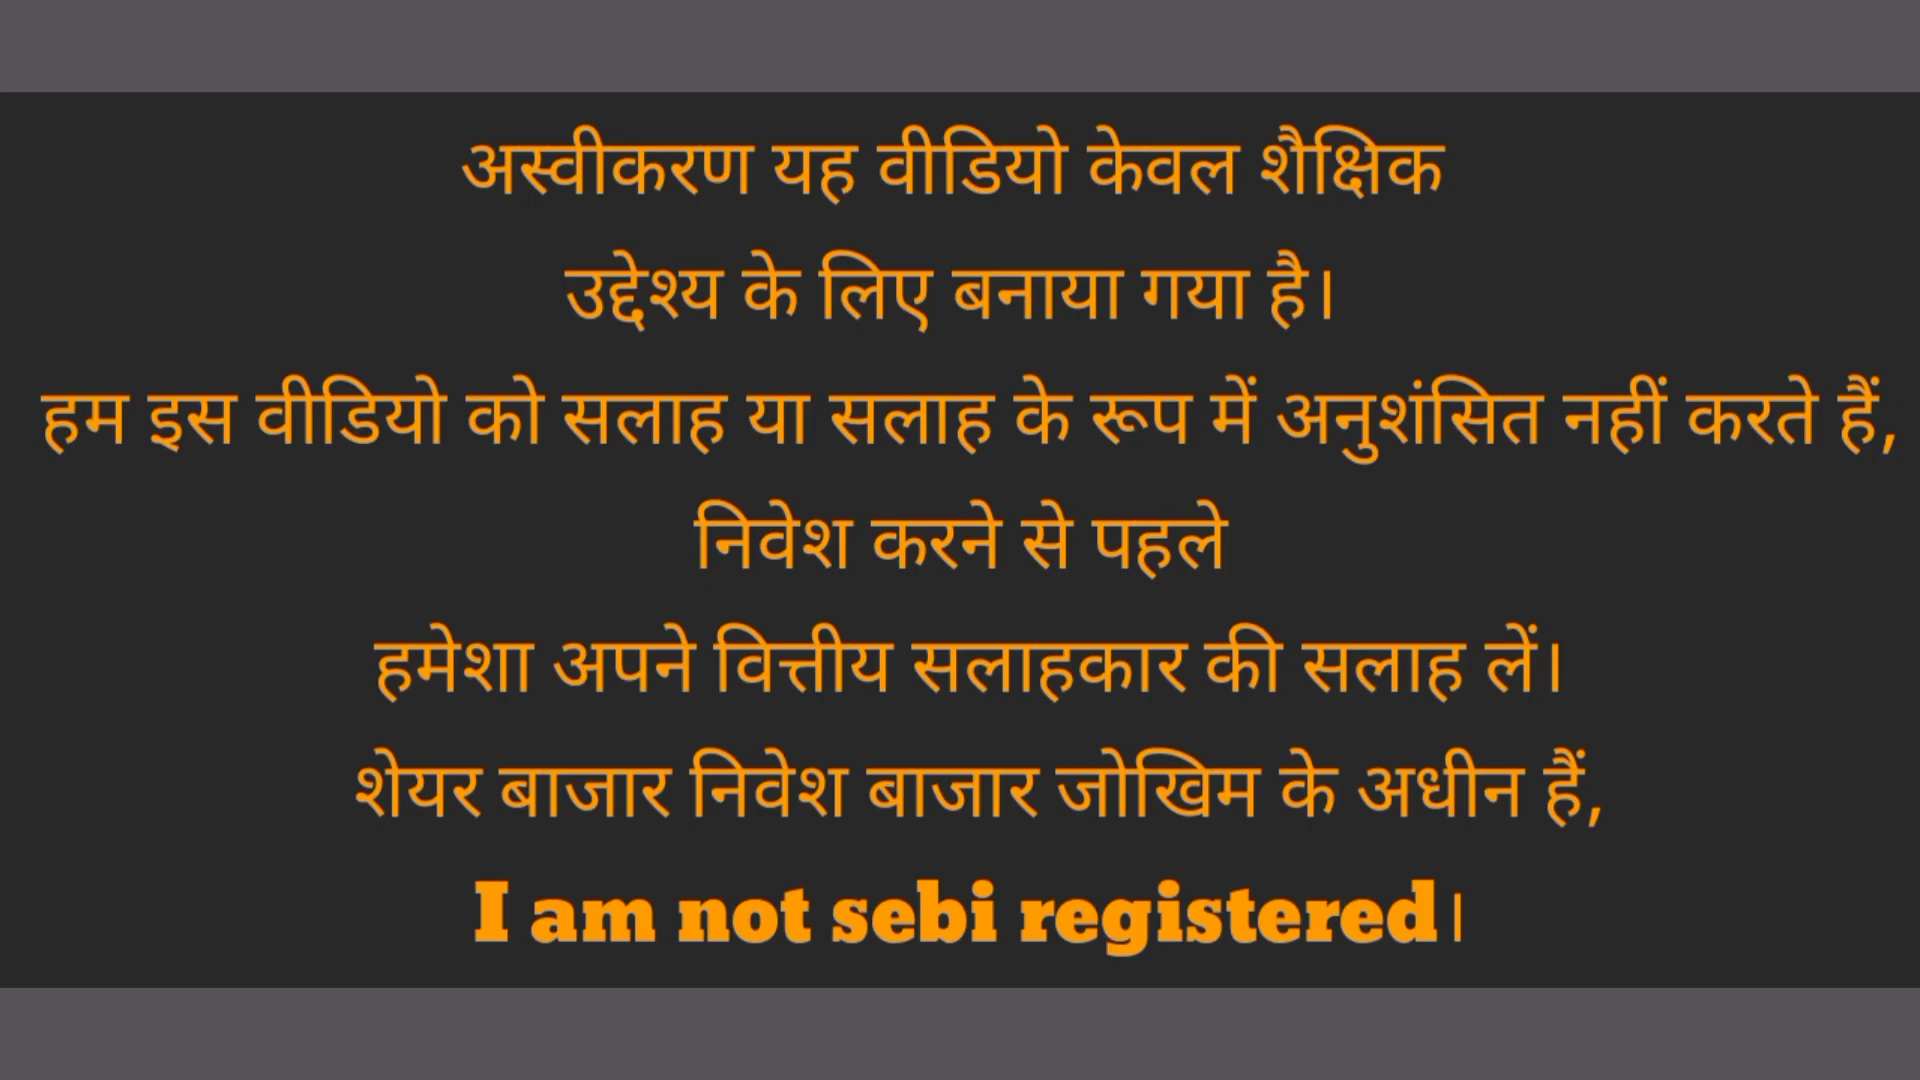 अस्वीकरण यह वीडियो केवल शैक्षिक
उद्देश्य के लिए बनाया गया है।
हम इस वीडियो को सलाह या सलाह के रूप में अनुशंसित नहीं करते हैं,
निवेश करने से पहले
हमेशा अपने वित्तीय सलाहकार की सलाह लें।
शेयर बाजार निवेश बाजार जोखिम के अधीन हैं,
I am not sebi registered।